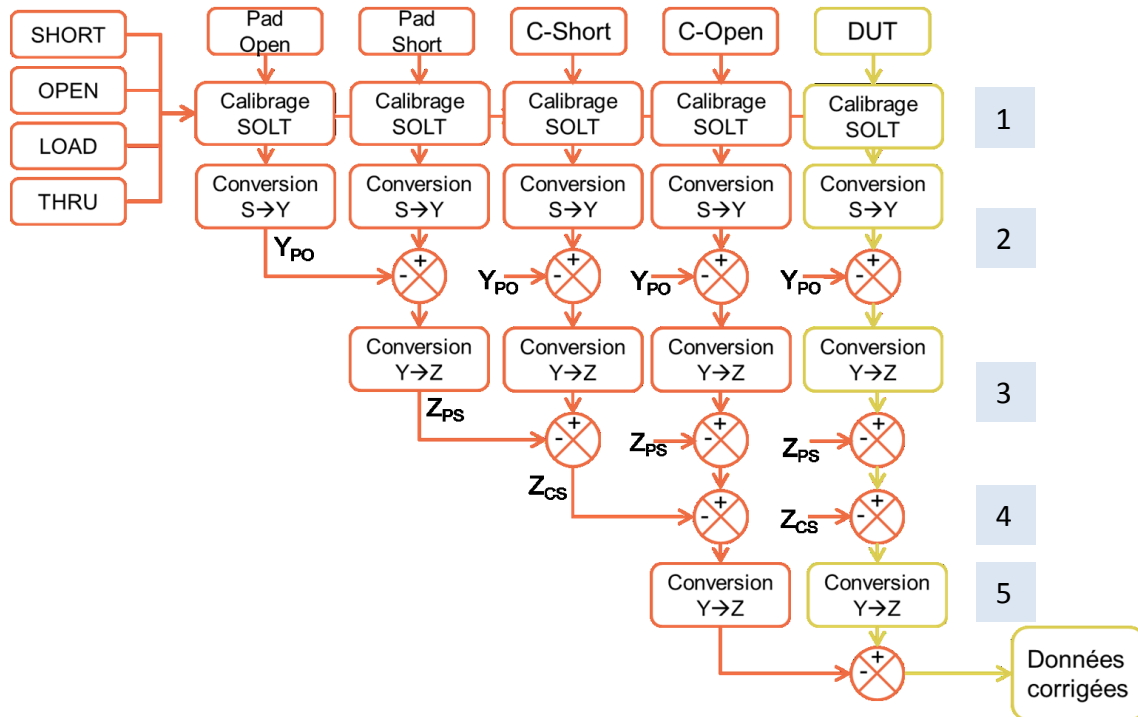 SHORT
OPEN
LOAD
THRU
Pad
Open
Pad
Short
C-Short
C-Open
DUT
Calibrage
SOLT
Calibrage
SOLT
Calibrage
SOLT
Calibrage
SOLT
Calibrage
SOLT
1
Conversion
S→Y
Conversion
S→Y
Conversion
S→Y
Conversion
S→Y
Conversion
S→Y
2
YPO
- +
YPO - +
YPO - +
YPO - +
Conversion
Y→Z
Conversion
Y→Z
Conversion
Y→Z
Conversion
Y→Z
3
ZPS
- +
ZPS - +
ZPS - +
ZCS
- +
ZCS - +
4
Conversion
Y→Z
Conversion
Y→Z
5
- +
Données
corrigées